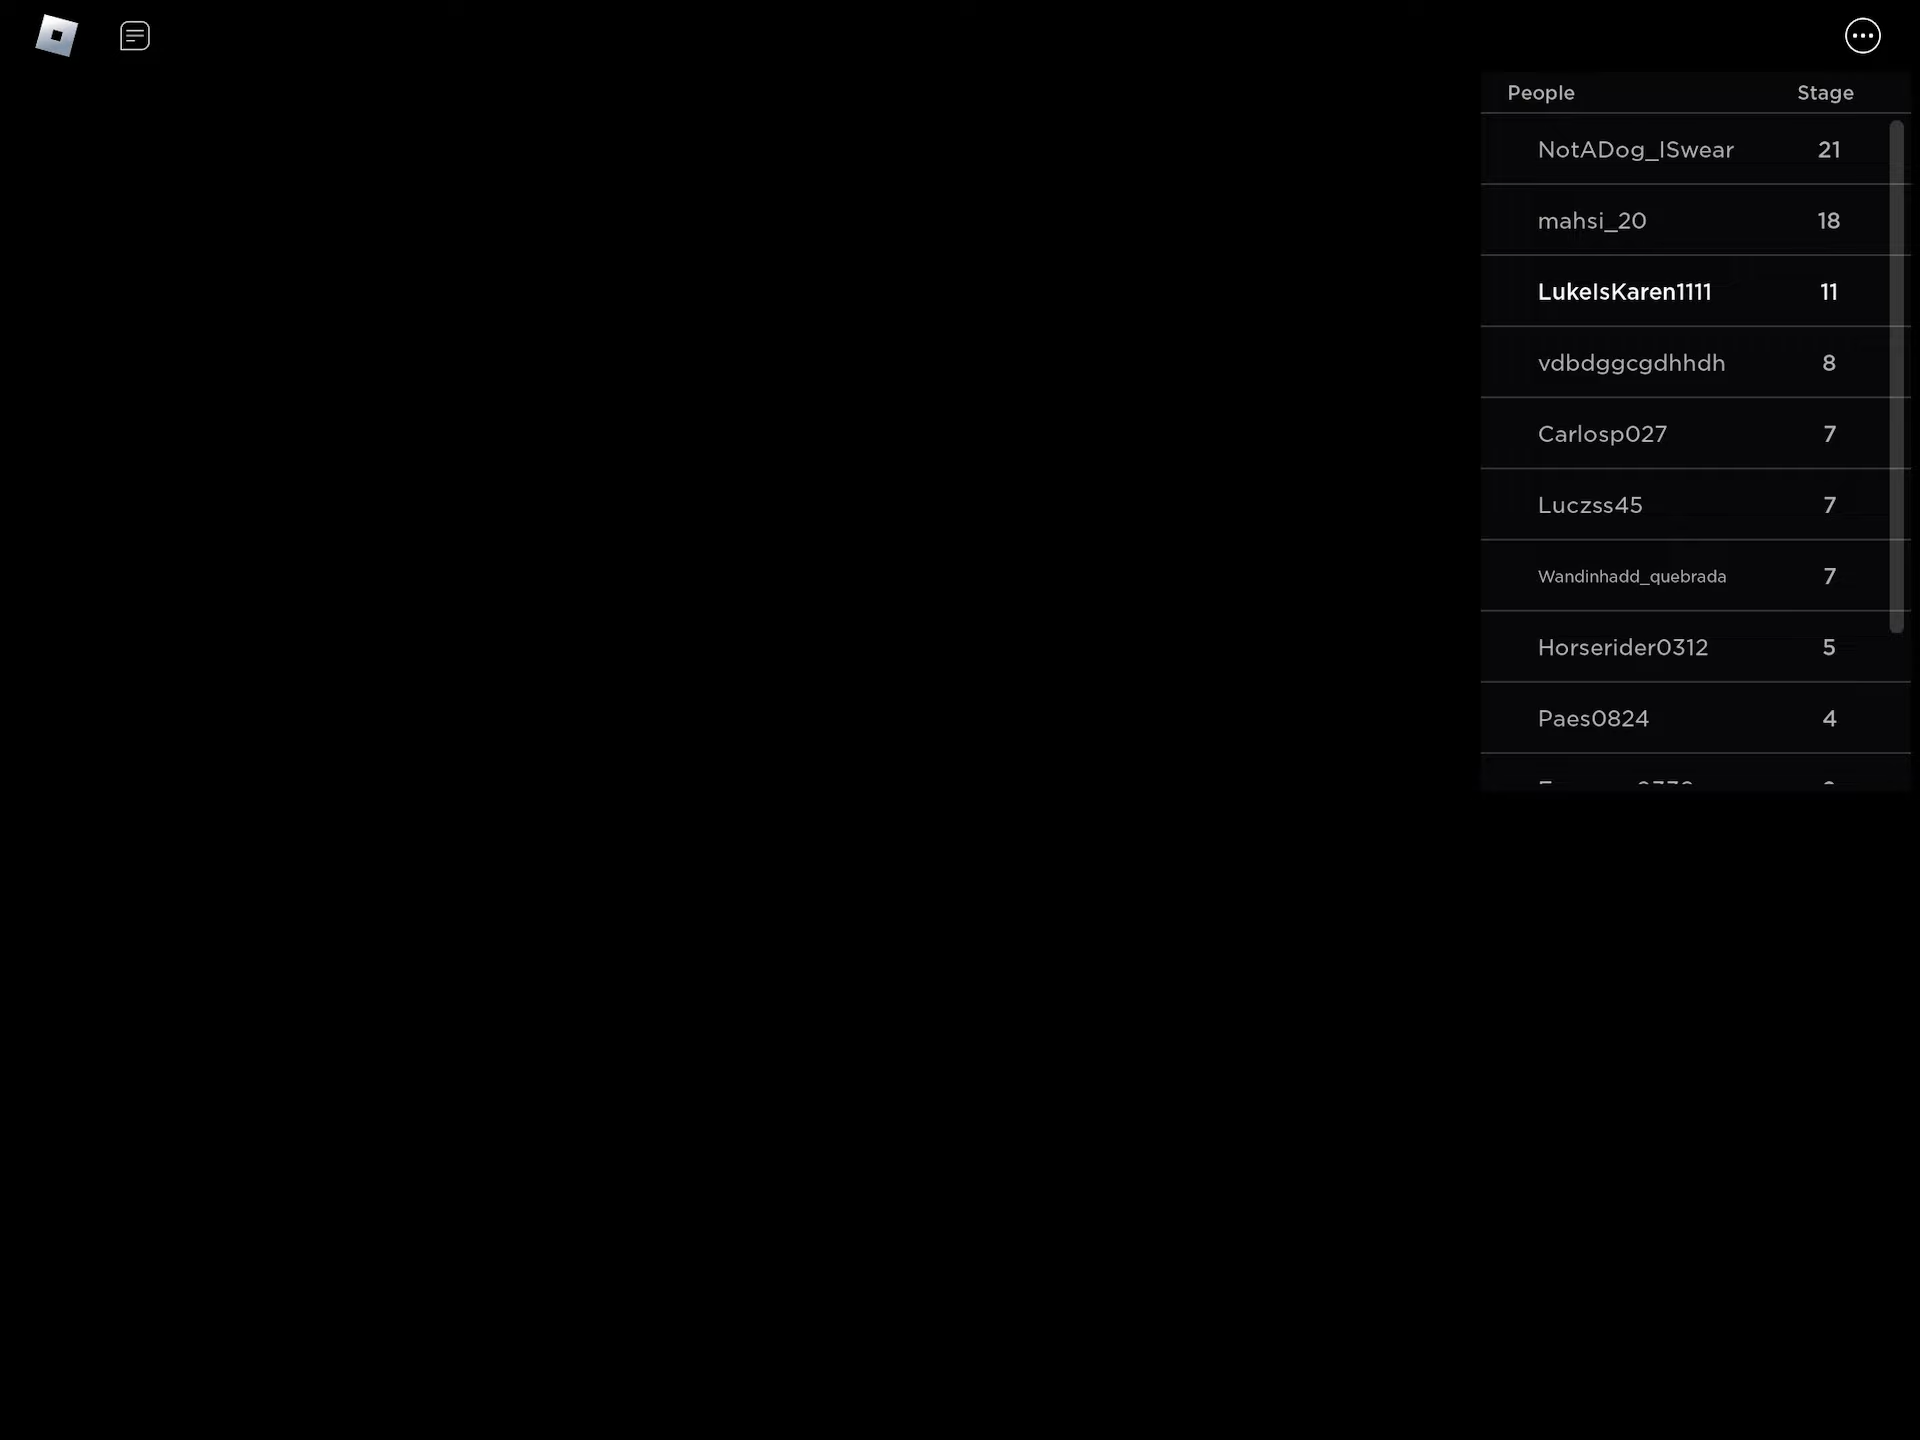 People Stage
NotADog_ISwear 21
mahsi_20 18
LukeIsKaren1111 11
vdbdggcgdhhdh 8
Carlosp027 7
Luczss45 7
Wandinhadd_quebrada 7
Horserider0312 5
Paes0824 4